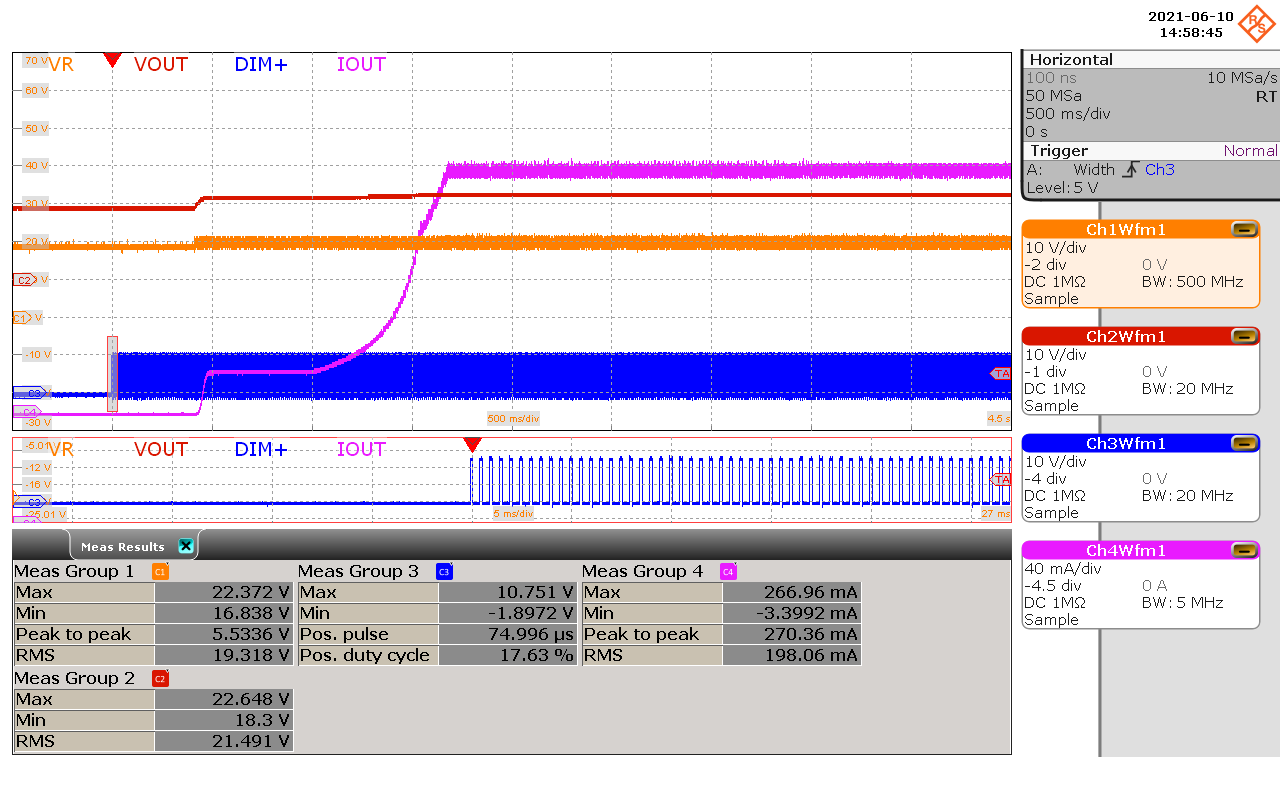 2021-06-10
14:58:45
R S
VR VOUT DIM+ IOUT
70 V
60 V
50 V
40 V
30 V
20 V
C2 V
C1 V
-10 V
C3
C4
-30 V
TA
500 ms/div
4.5 s
VR VOUT DIM+ IOUT
-5.01
-12 V
-16 V
C3
-25.01 V
TA
5 ms/div
27 ms
Horizontal
100 ns 10 MSa/s
50 MSa RT
500 ms/div
0 s
Trigger Normal
A: Width Ch3
Level: 5 V
Ch1Wfm1
10 V/div
-2 div 0 V
DC 1MΩ BW: 500 MHz
Sample
Ch2Wfm1
10 V/div
-1 div 0 V
DC 1MΩ BW: 20 MHz
Sample
Ch3Wfm1
10 V/div
-4 div 0 V
DC 1MΩ BW: 20 MHz
Sample
Ch4Wfm1
40 mA/div
-4.5 div 0 A
DC 1MΩ BW: 5 MHz
Sample
Meas Results
Meas Group 1 C1
Max 22.372 V
Min 16.838 V
Peak to peak 5.5336 V
RMS 19.318 V
Meas Group 3 C3
Max 10.751 V
Min -1.8972 V
Pos. pulse 74.996 µs
Pos. duty cycle 17.63 %
Meas Group 4 C4
Max 266.96 mA
Min -3.3992 mA
Peak to peak 270.36 mA
RMS 198.06 mA
Meas Group 2 C2
Max 22.648 V
Min 18.3 V
RMS 21.491 V